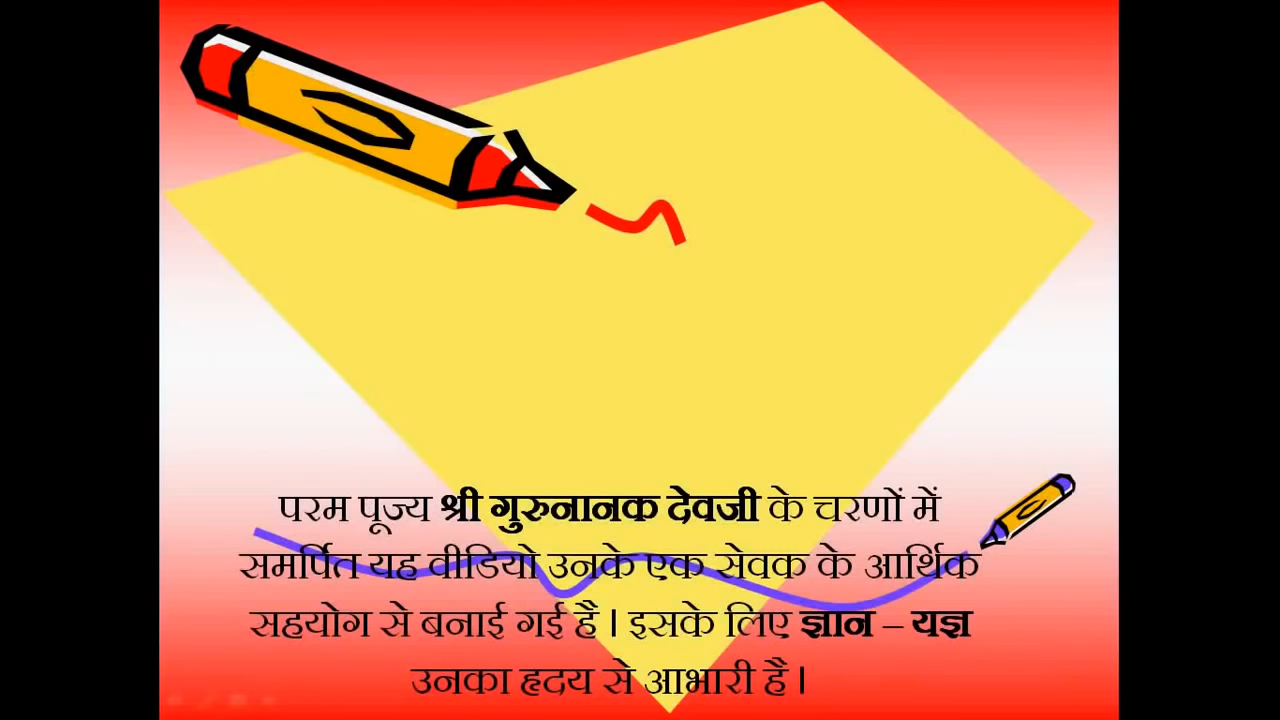 परम पूज्य श्री गुरुनानक देवजी के चरणों में
समर्पित यह वीडियो उनके एक सेवक के आर्थिक
सहयोग से बनाई गई है । इसके लिए ज्ञान – यज्ञ
उनका हृदय से आभारी है ।